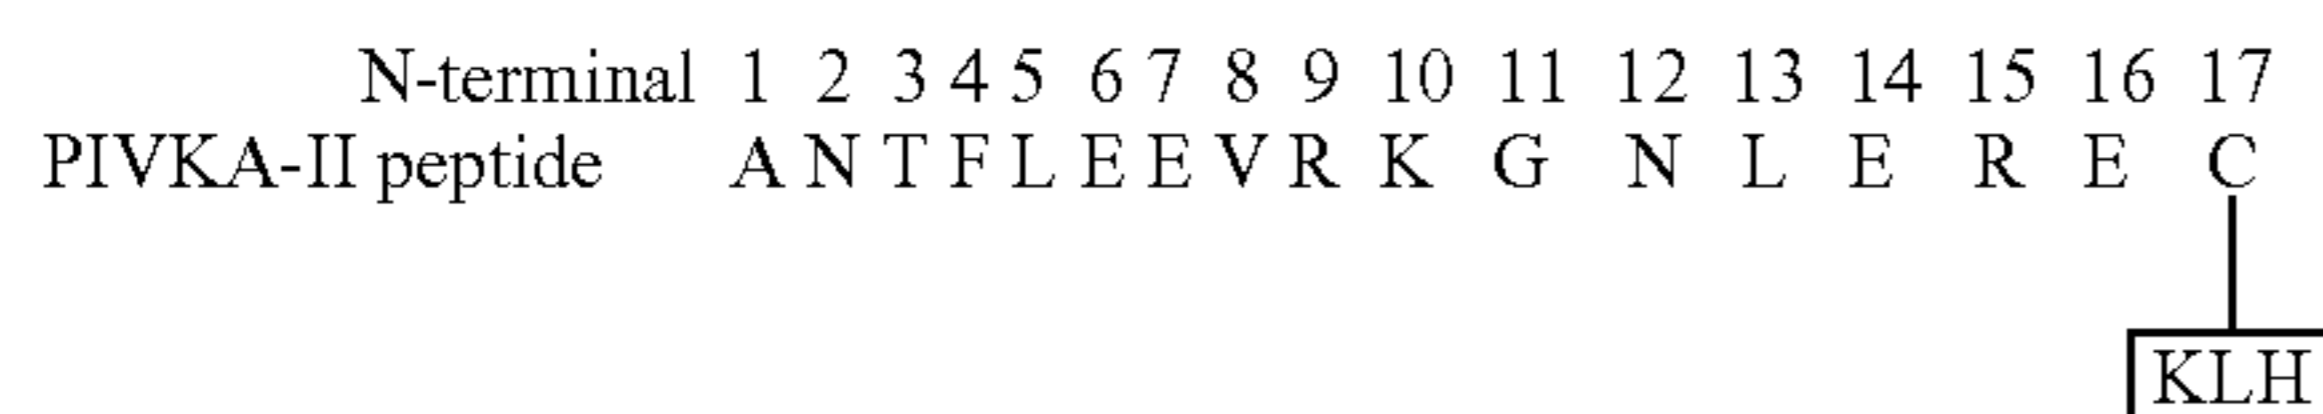 N-terminal 1 2 3 4 5 6 7 8 9 10 11 12 13 14 15 16 17
PIVKA-II peptide A N T F L E E V R K G N L E R E C
KLH